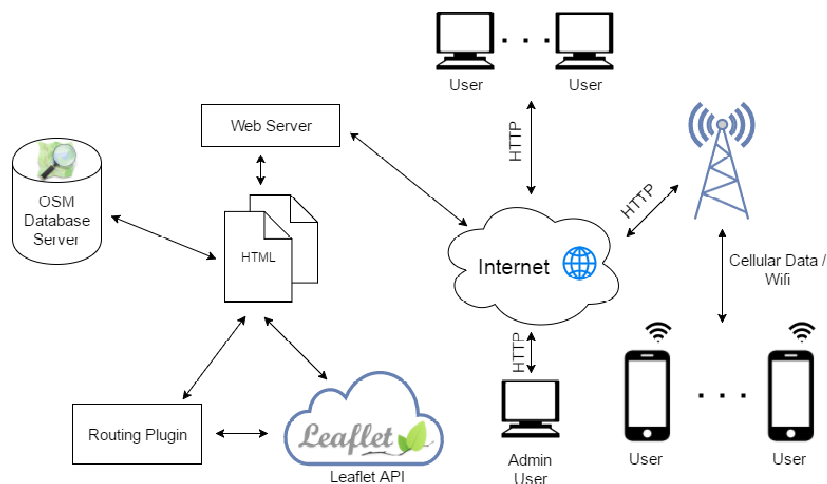 User
User
Web Server
HTTP
HTTP
OSM
Database
Server
HTML
Internet
Cellular Data /
Wifi
HTTP
Routing Plugin
Leaflet
Leaflet API
Admin
User
User
User